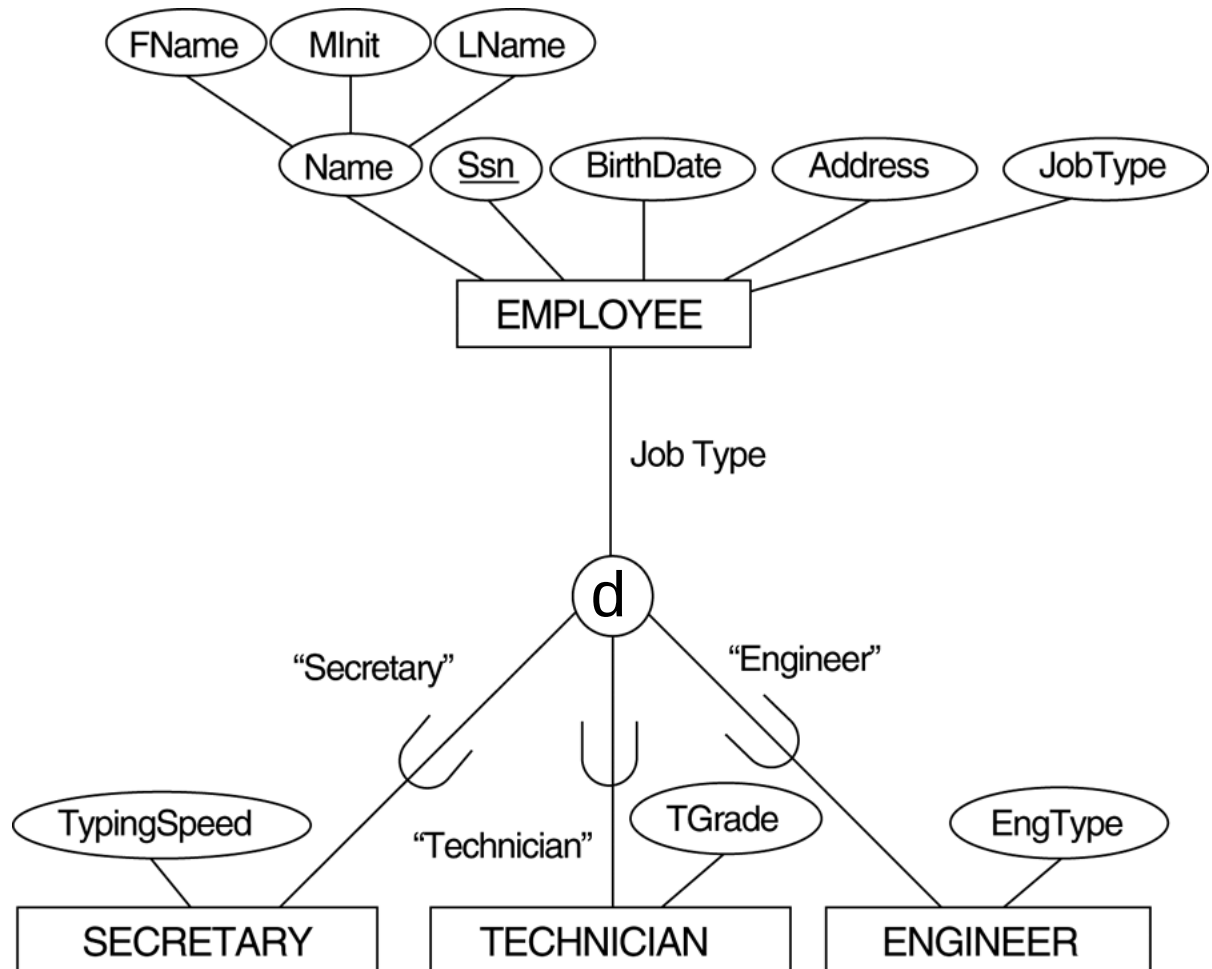 FName MInit LName
Name Ssn BirthDate Address JobType
EMPLOYEE
Job Type
d
“Secretary” “Engineer”
TypingSpeed “Technician” TGrade EngType
SECRETARY TECHNICIAN ENGINEER